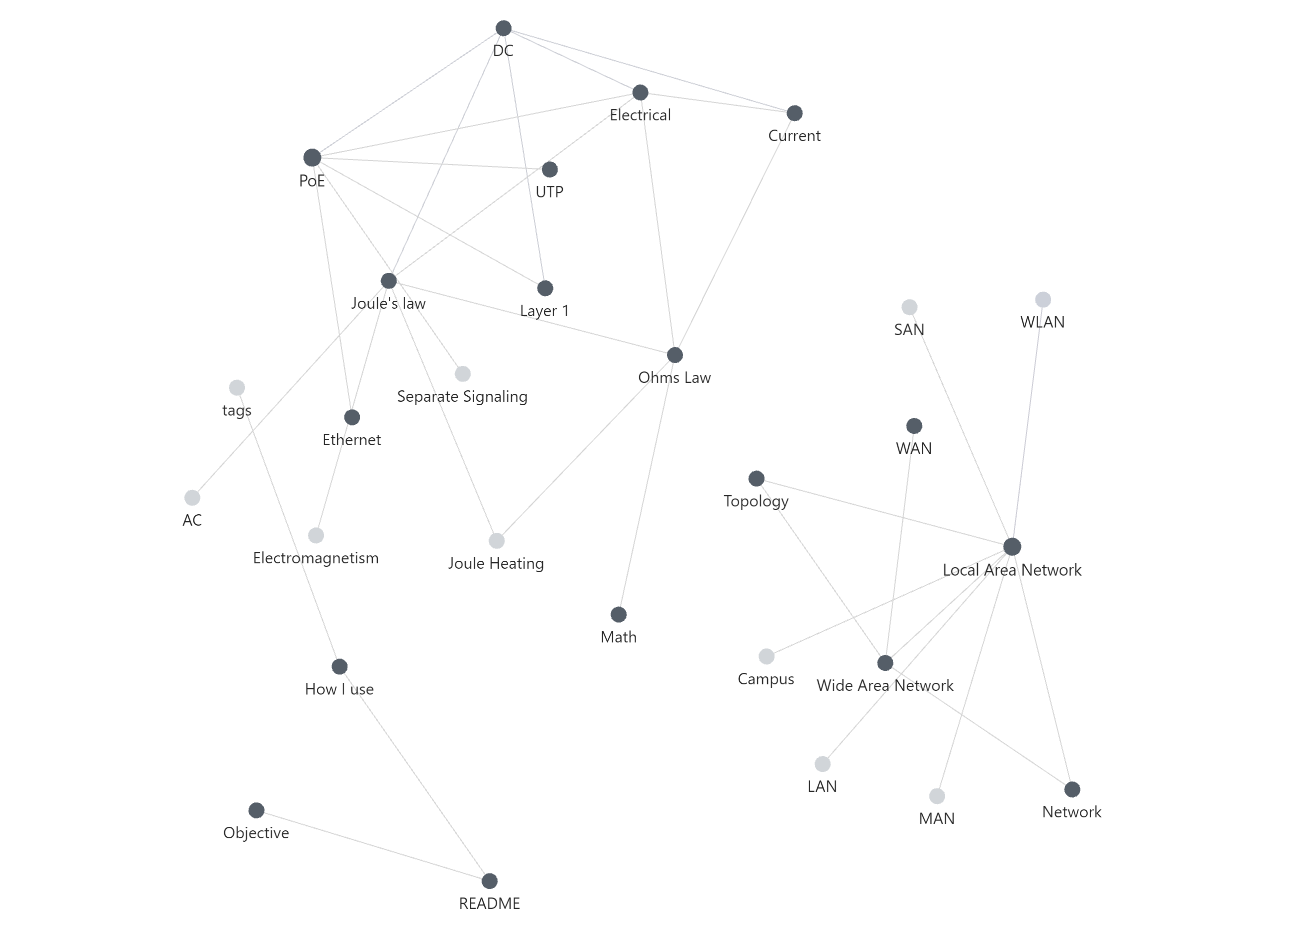 DC
Electrical
Current
PoE
UTP
Joule's law
Layer 1
SAN
WLAN
Ohms Law
Separate Signaling
tags
Ethernet
WAN
Topology
AC
Electromagnetism
Joule Heating
Local Area Network
Math
Campus
Wide Area Network
How I use
LAN
MAN
Network
Objective
README